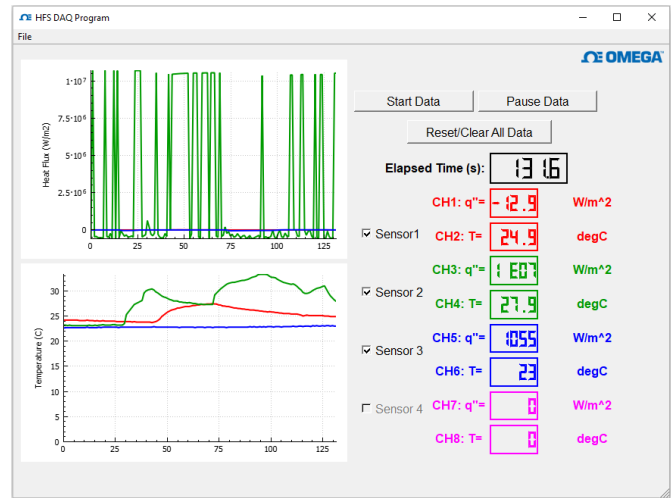 HFS DAQ Program
File
OMEGA
Start Data
Pause Data
Reset/Clear All Data
Elapsed Time (s): 131.6
CH1: q"= -12.9 W/m^2
Sensor1
CH2: T= 24.9 degC
CH3: q"= 1 E07 W/m^2
Sensor 2
CH4: T= 27.9 degC
CH5: q"= 1055 W/m^2
Sensor 3
CH6: T= 23 degC
CH7: q"= 0 W/m^2
Sensor 4
CH8: T= 0 degC
Heat Flux (W/m2)
1·10⁷
7.5·10⁶
5·10⁶
2.5·10⁶
0
0 25 50 75 100 125
Temperature (C)
30
25
20
15
10
5
0
0 25 50 75 100 125